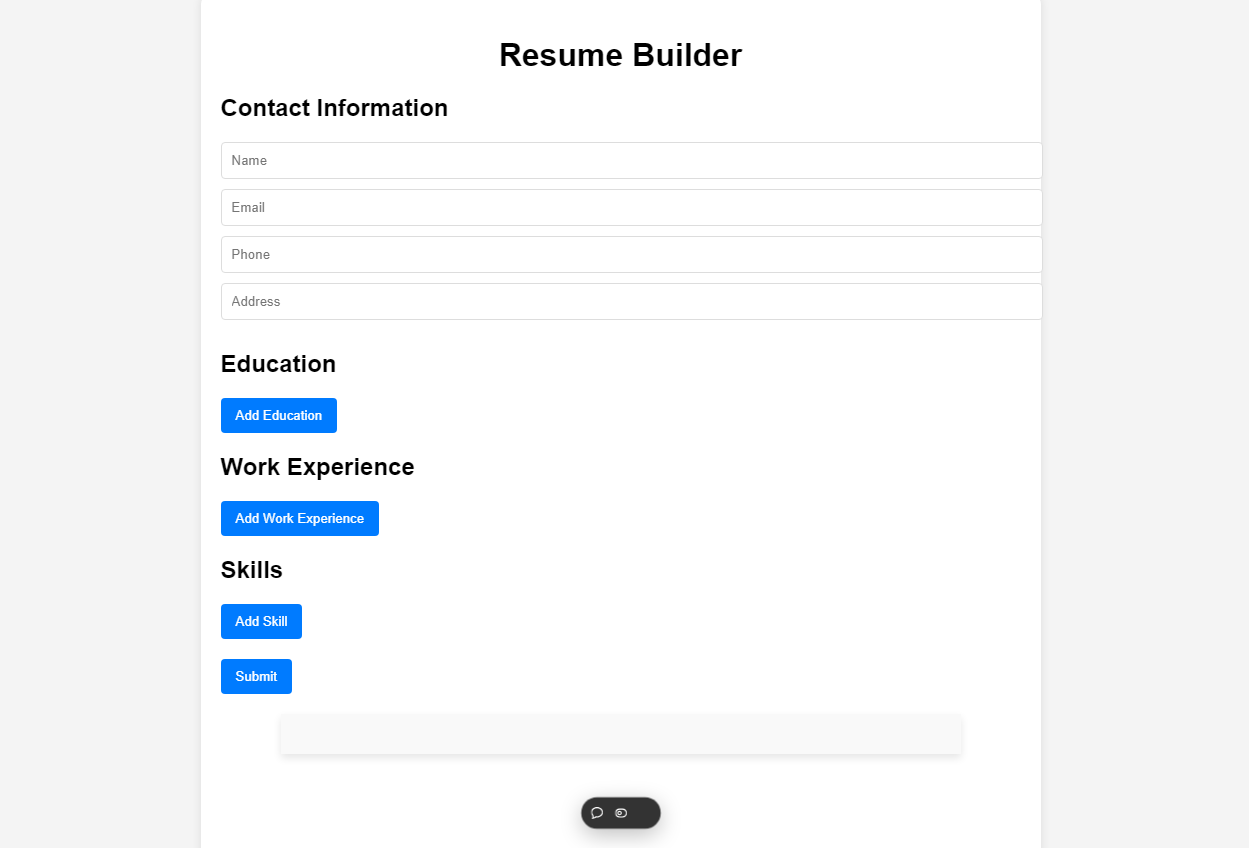 Resume Builder
Contact Information
Name
Email
Phone
Address
Education
Add Education
Work Experience
Add Work Experience
Skills
Add Skill
Submit